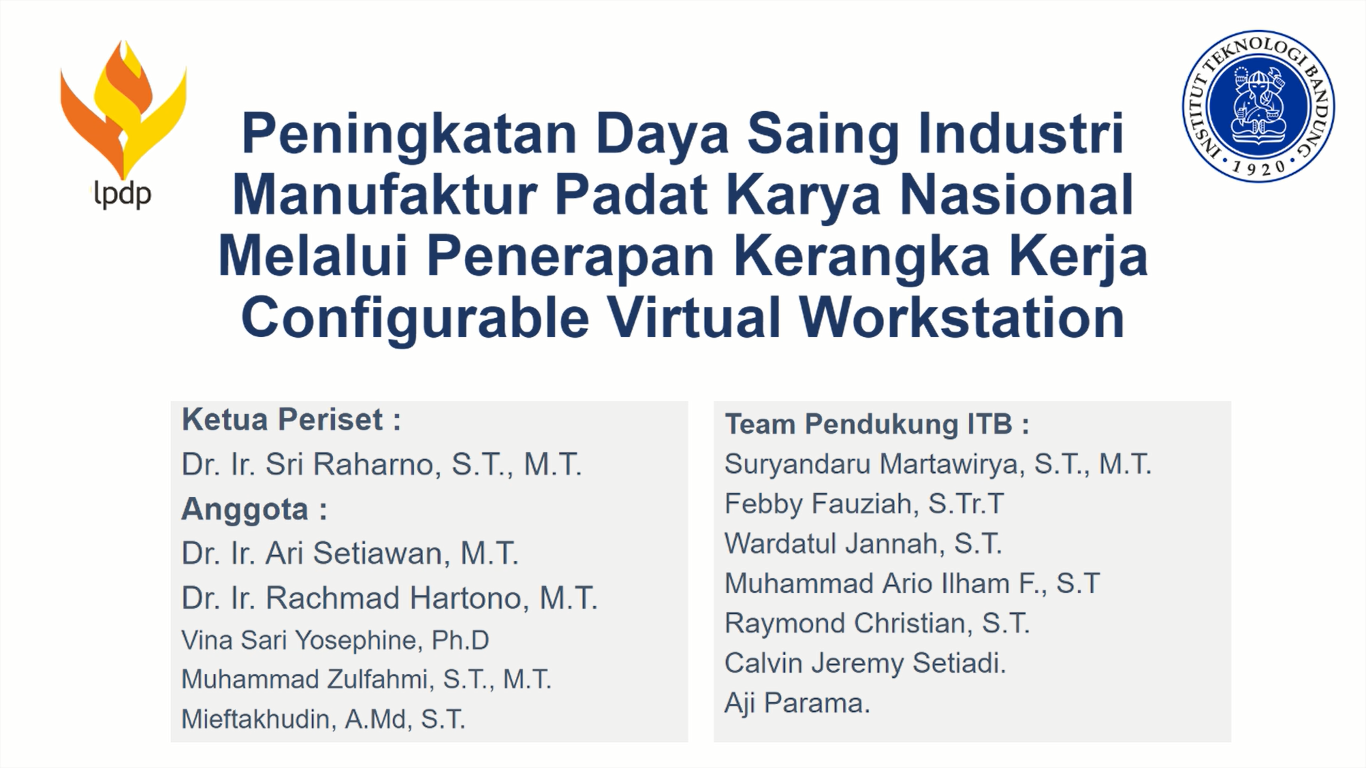 lpdp
INSTITUT TEKNOLOGI BANDUNG
1920
Peningkatan Daya Saing Industri
Manufaktur Padat Karya Nasional
Melalui Penerapan Kerangka Kerja
Configurable Virtual Workstation
Ketua Periset :
Dr. Ir. Sri Raharno, S.T., M.T.
Anggota :
Dr. Ir. Ari Setiawan, M.T.
Dr. Ir. Rachmad Hartono, M.T.
Vina Sari Yosephine, Ph.D
Muhammad Zulfahmi, S.T., M.T.
Mieftakhudin, A.Md, S.T.
Team Pendukung ITB :
Suryandaru Martawirya, S.T., M.T.
Febby Fauziah, S.Tr.T
Wardatul Jannah, S.T.
Muhammad Ario Ilham F., S.T
Raymond Christian, S.T.
Calvin Jeremy Setiadi.
Aji Parama.